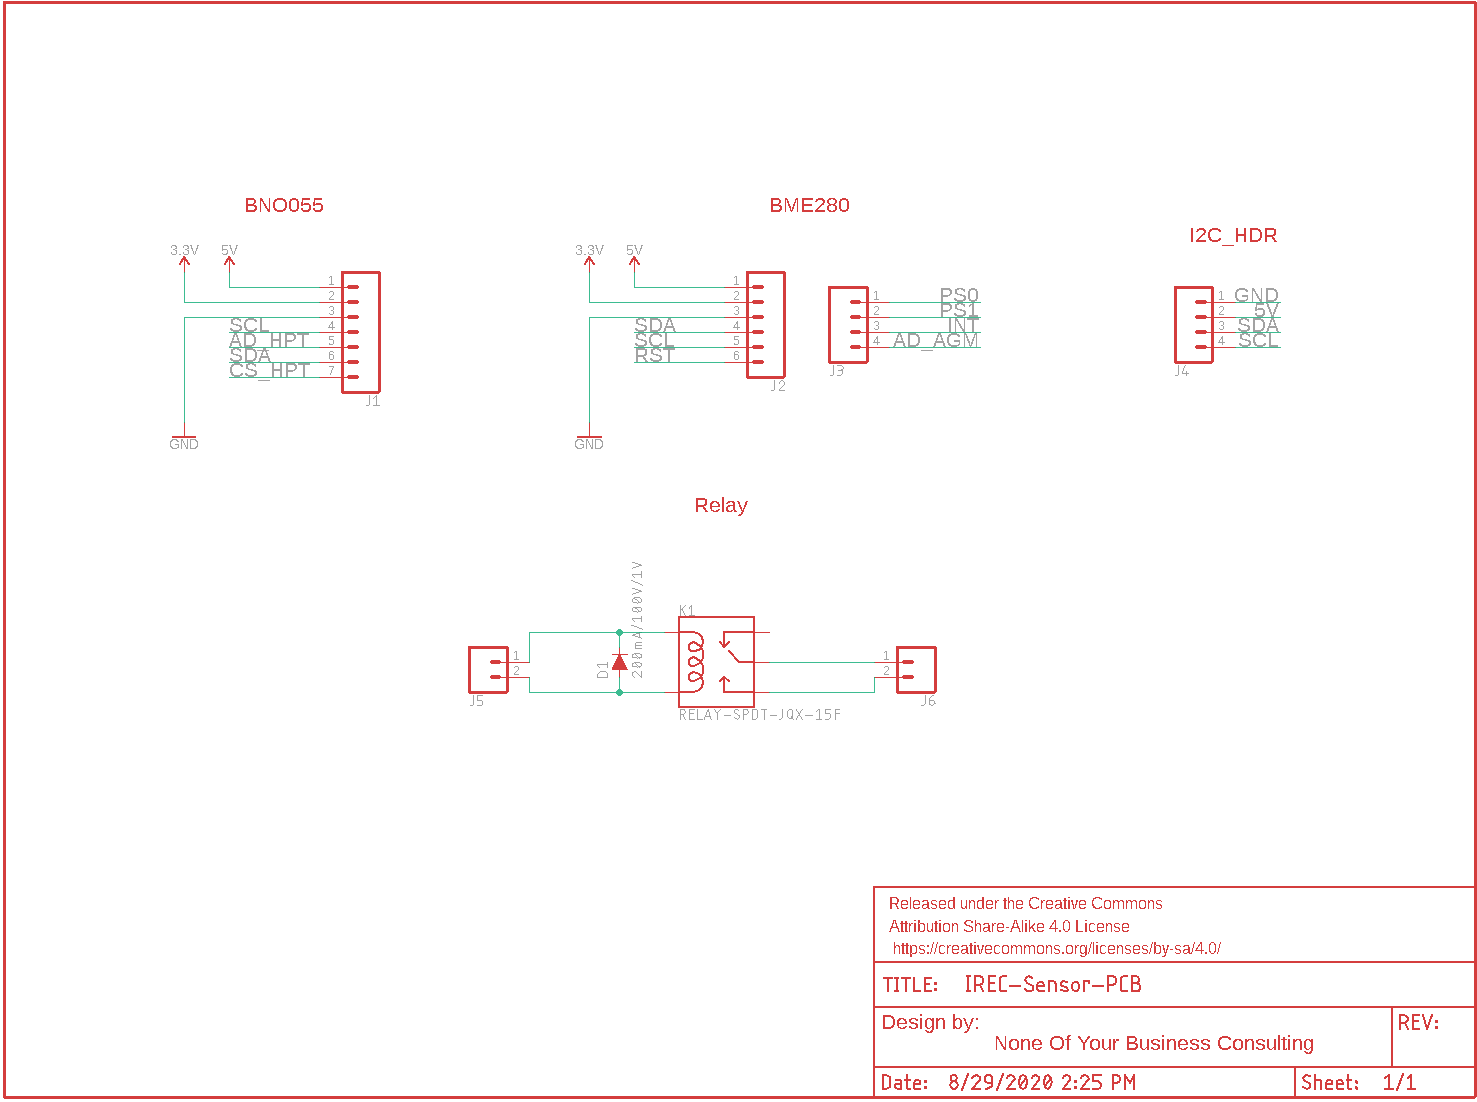 BNO055
3.3V
5V
1
2
3
SCL 4
AD_HPT 5
SDA 6
CS_HPT 7
J1
GND
BME280
3.3V
5V
1
2
3
SDA 4
SCL 5
RST 6
J2
GND
1 PS0
2 PS1
3 INT
4 AD_AGM
J3
I2C_HDR
1 GND
2 5V
3 SDA
4 SCL
J4
Relay
1
2
J5
D1
200mA/100V/1V
K1
RELAY-SPDT-JQX-15F
1
2
J6
Released under the Creative Commons
Attribution Share-Alike 4.0 License
https://creativecommons.org/licenses/by-sa/4.0/
TITLE: IREC-Sensor-PCB
Design by:
None Of Your Business Consulting
REV:
Date: 8/29/2020 2:25 PM
Sheet: 1/1